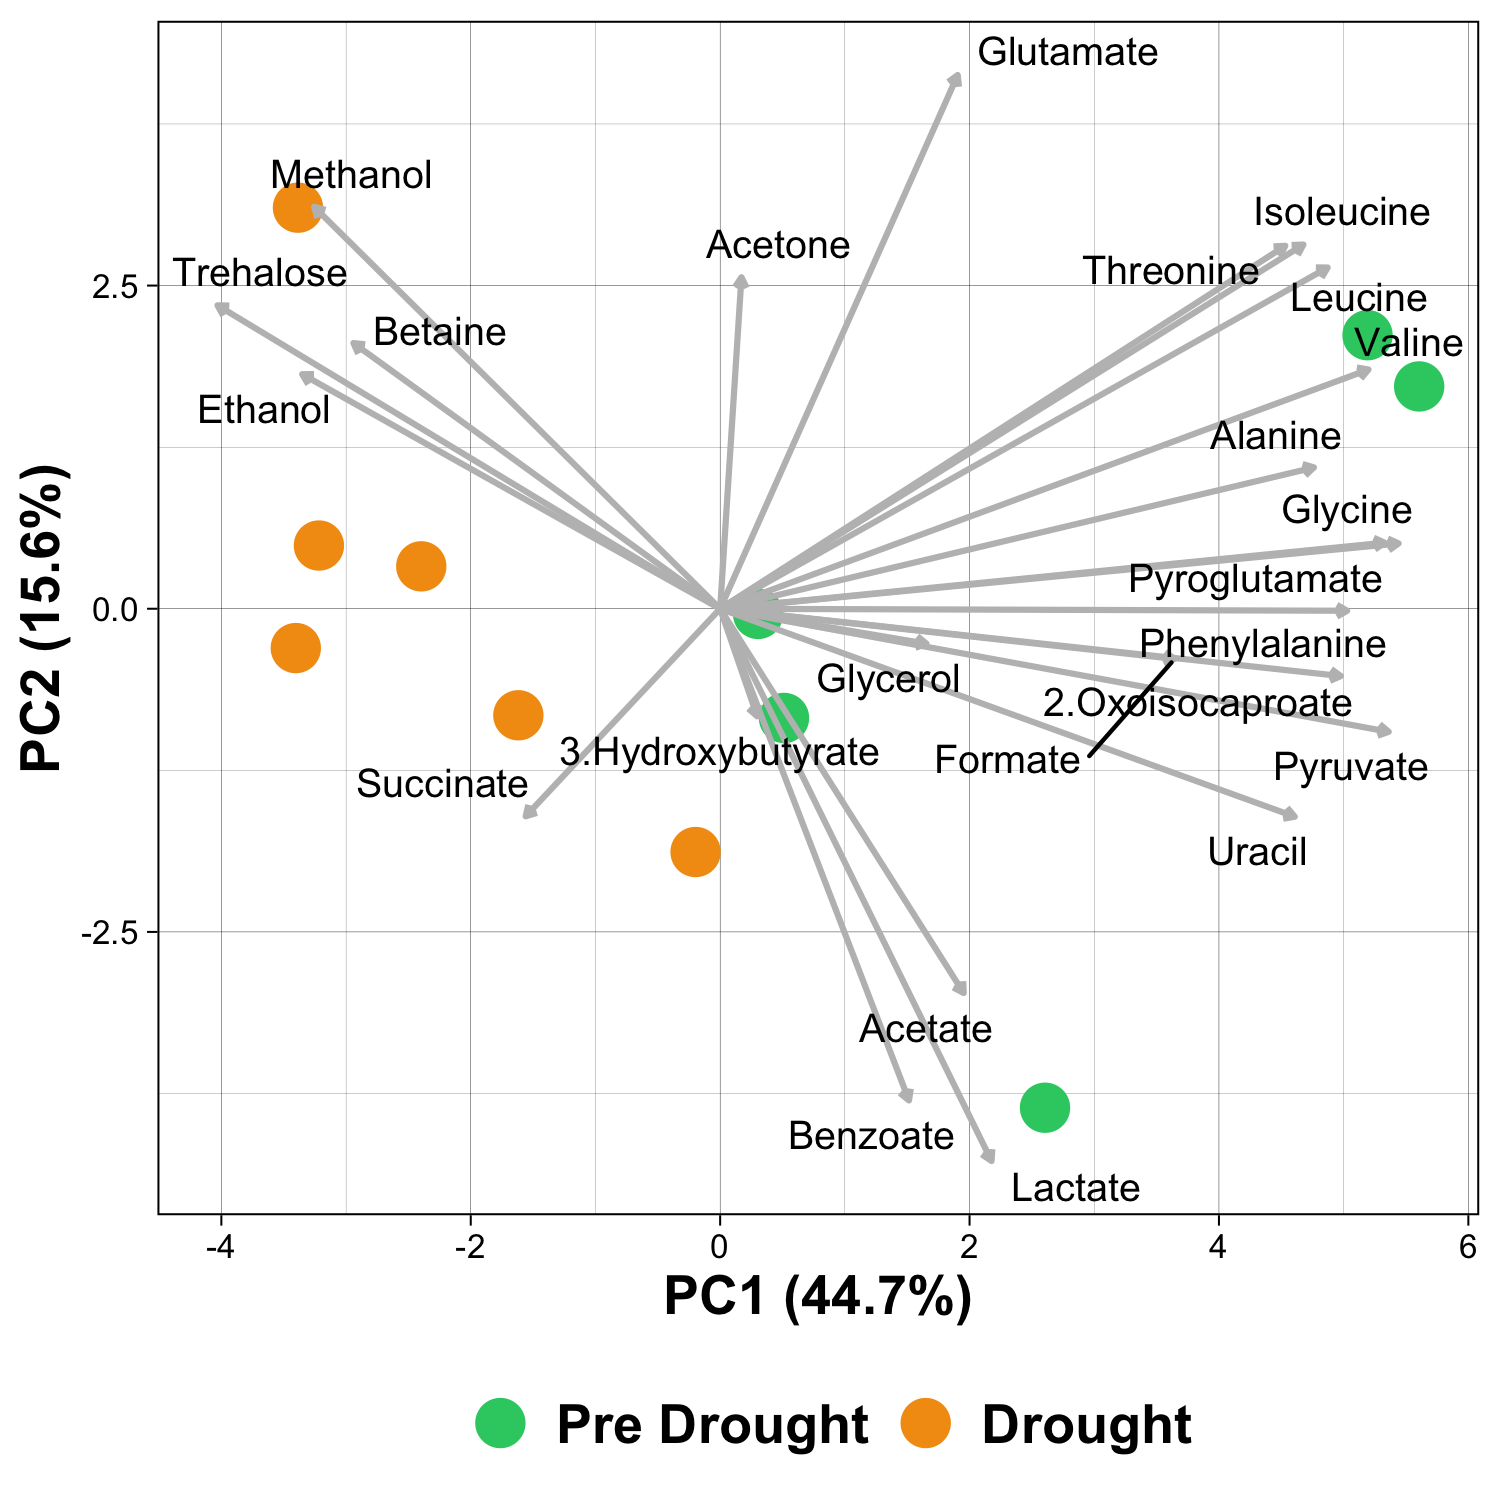 Glutamate
Methanol
Isoleucine
Acetone
Threonine
Trehalose
2.5
Leucine
Betaine
Valine
Ethanol
Alanine
Glycine
Pyroglutamate
0.0
Phenylalanine
Glycerol
2.Oxoisocaproate
3.Hydroxybutyrate
Formate
Pyruvate
Succinate
Uracil
-2.5
Acetate
Benzoate
Lactate
PC2 (15.6%)
-4 -2 0 2 4 6
PC1 (44.7%)
Pre Drought Drought